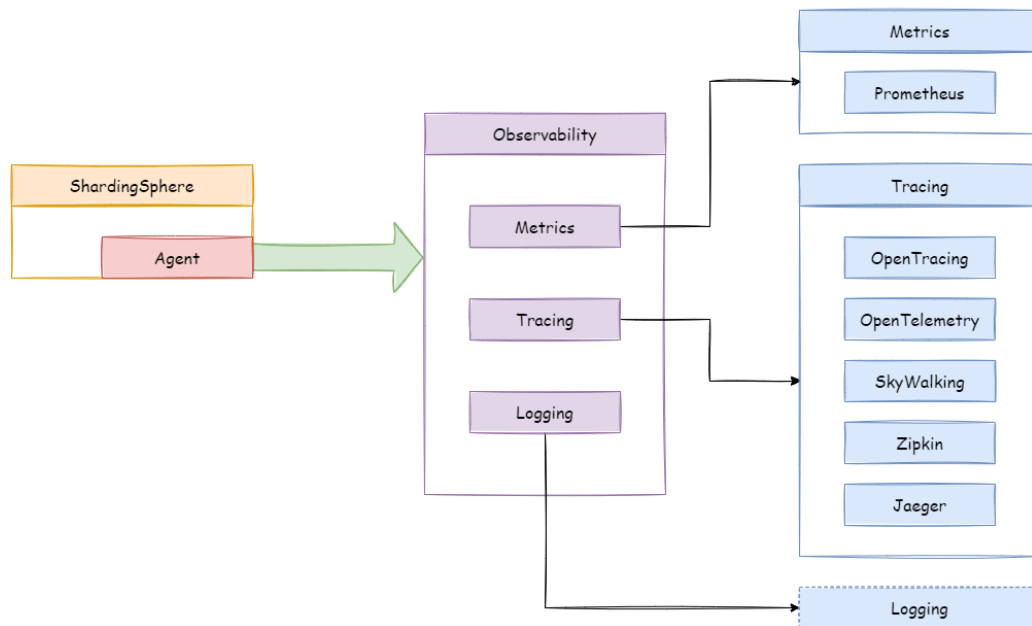 ShardingSphere
Agent
Observability
Metrics
Tracing
Logging
Metrics
Prometheus
Tracing
OpenTracing
OpenTelemetry
SkyWalking
Zipkin
Jaeger
Logging